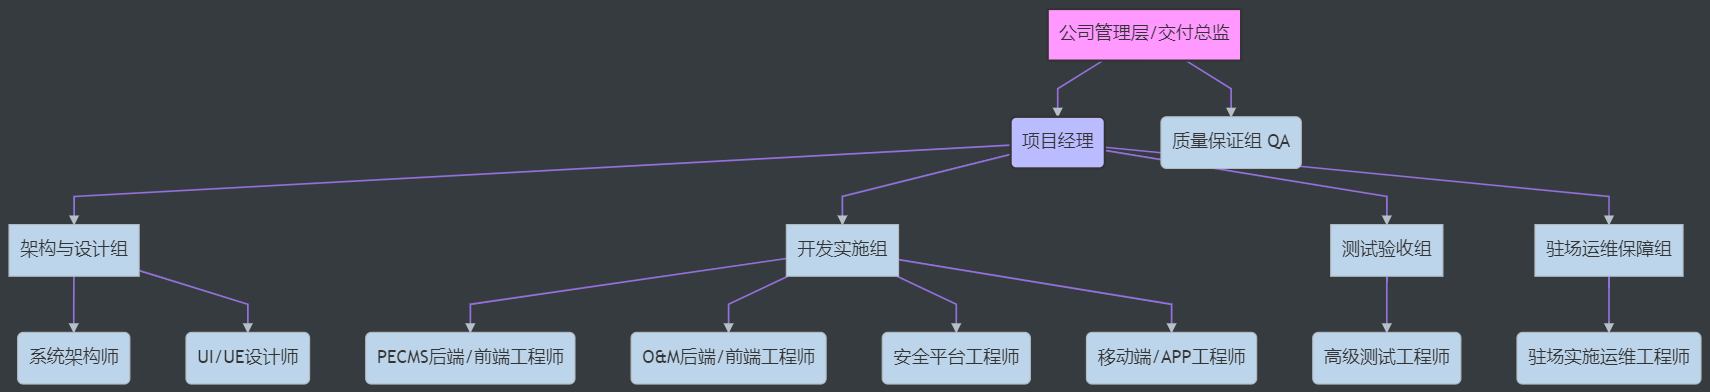 公司管理层/交付总监
项目经理
质量保证组 QA
架构与设计组
开发实施组
测试验收组
驻场运维保障组
系统架构师
UI/UE设计师
PECMS后端/前端工程师
O&M后端/前端工程师
安全平台工程师
移动端/APP工程师
高级测试工程师
驻场实施运维工程师